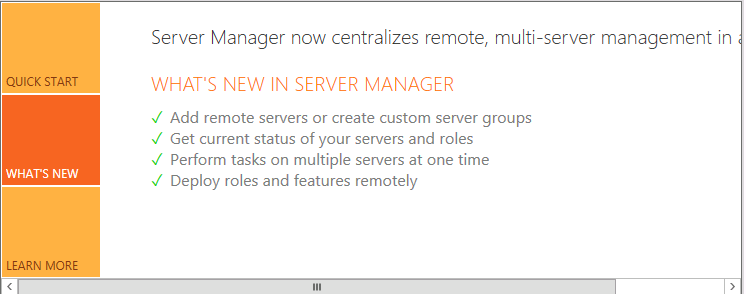 Server Manager now centralizes remote, multi-server management in a
QUICK START
WHAT'S NEW IN SERVER MANAGER
✓ Add remote servers or create custom server groups
✓ Get current status of your servers and roles
✓ Perform tasks on multiple servers at one time
✓ Deploy roles and features remotely
WHAT'S NEW
LEARN MORE